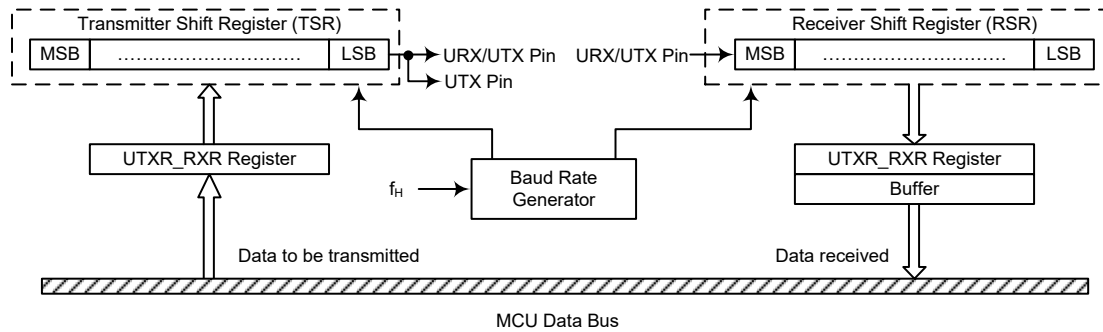 Transmitter Shift Register (TSR)
MSB ………………………… LSB
URX/UTX Pin
UTX Pin
Receiver Shift Register (RSR)
URX/UTX Pin
MSB ………………………… LSB
UTXR_RXR Register
fH
Baud Rate
Generator
UTXR_RXR Register
Buffer
Data to be transmitted
Data received
MCU Data Bus